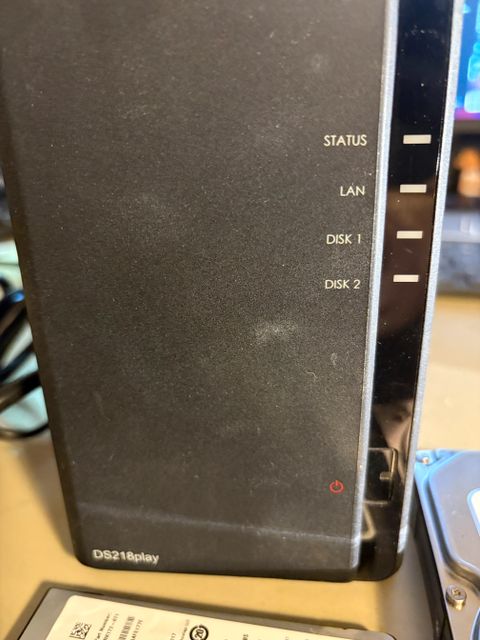 STATUS
LAN
DISK 1
DISK 2
DS218play